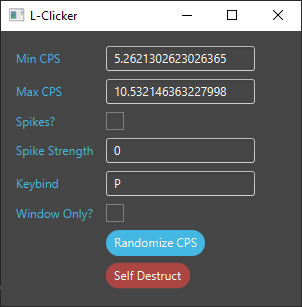 L-Clicker
Min CPS 5.2621302623026365
Max CPS 10.532146363227998
Spikes?
Spike Strength 0
Keybind P
Window Only?
Randomize CPS
Self Destruct